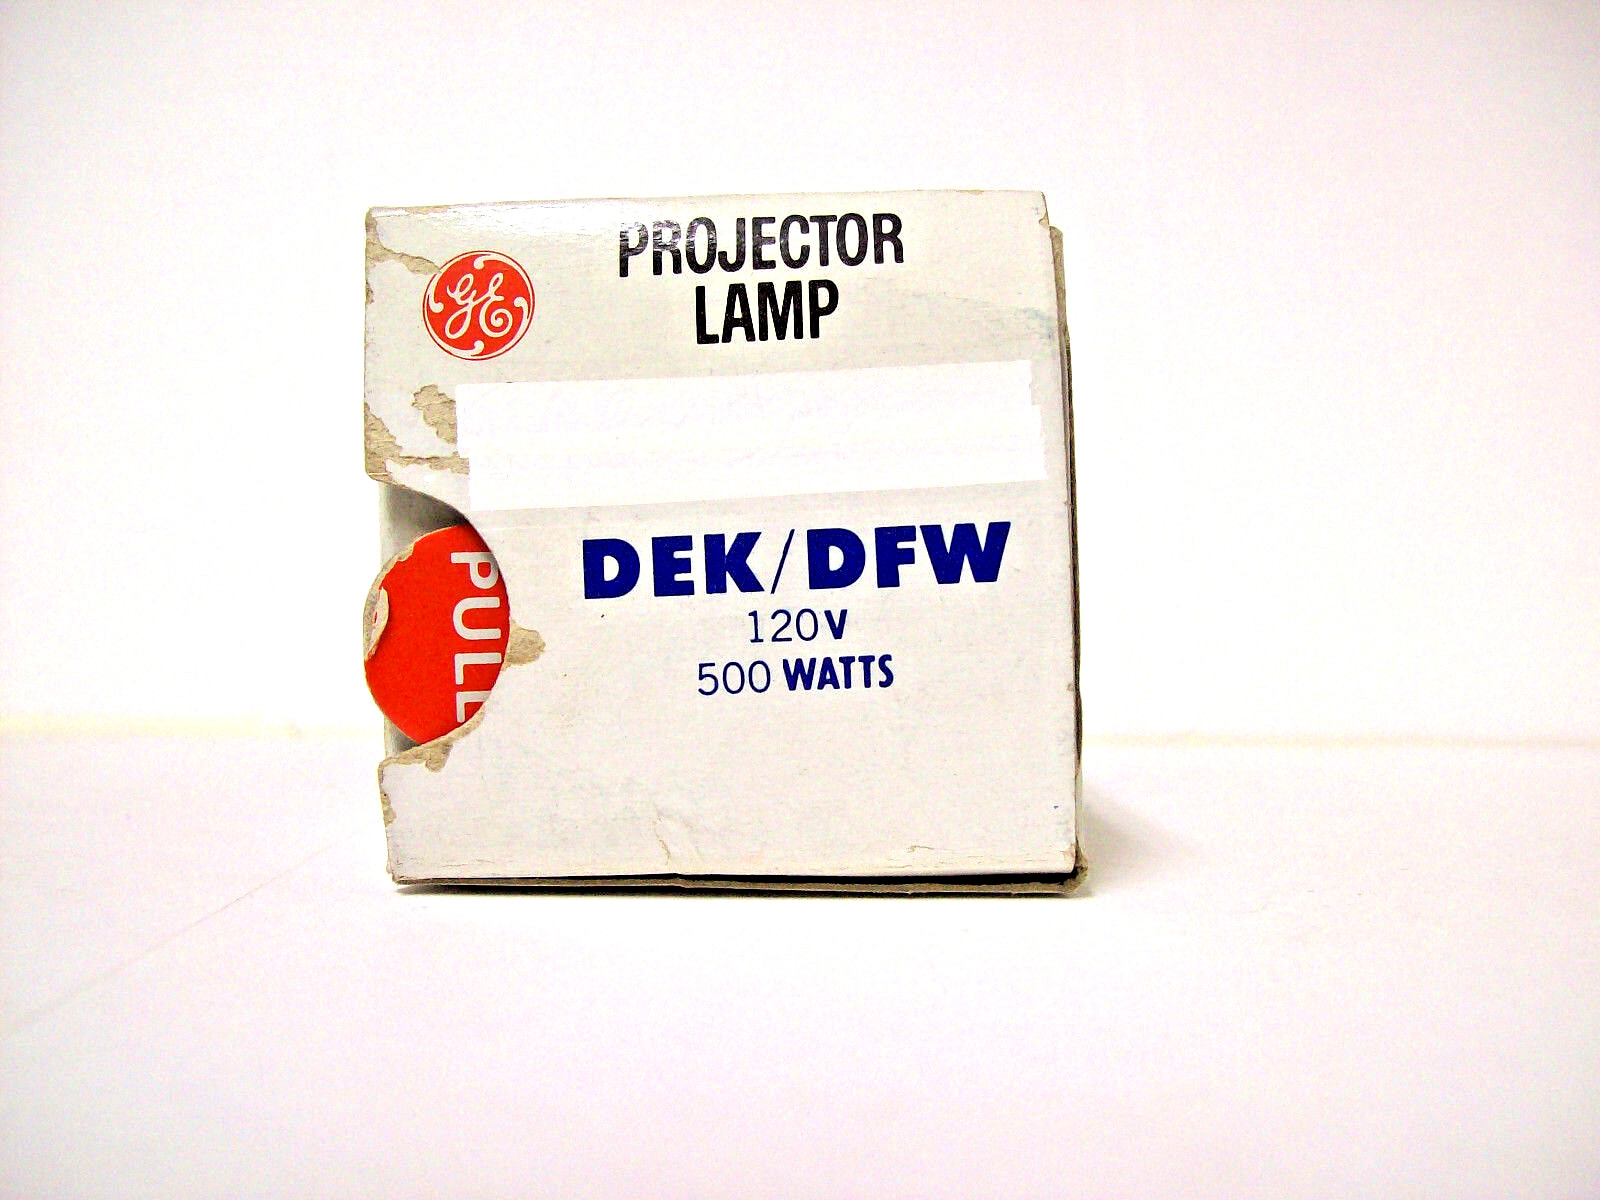 GE
PROJECTOR
LAMP
DEK/DFW
120V
500 WATTS
PULL